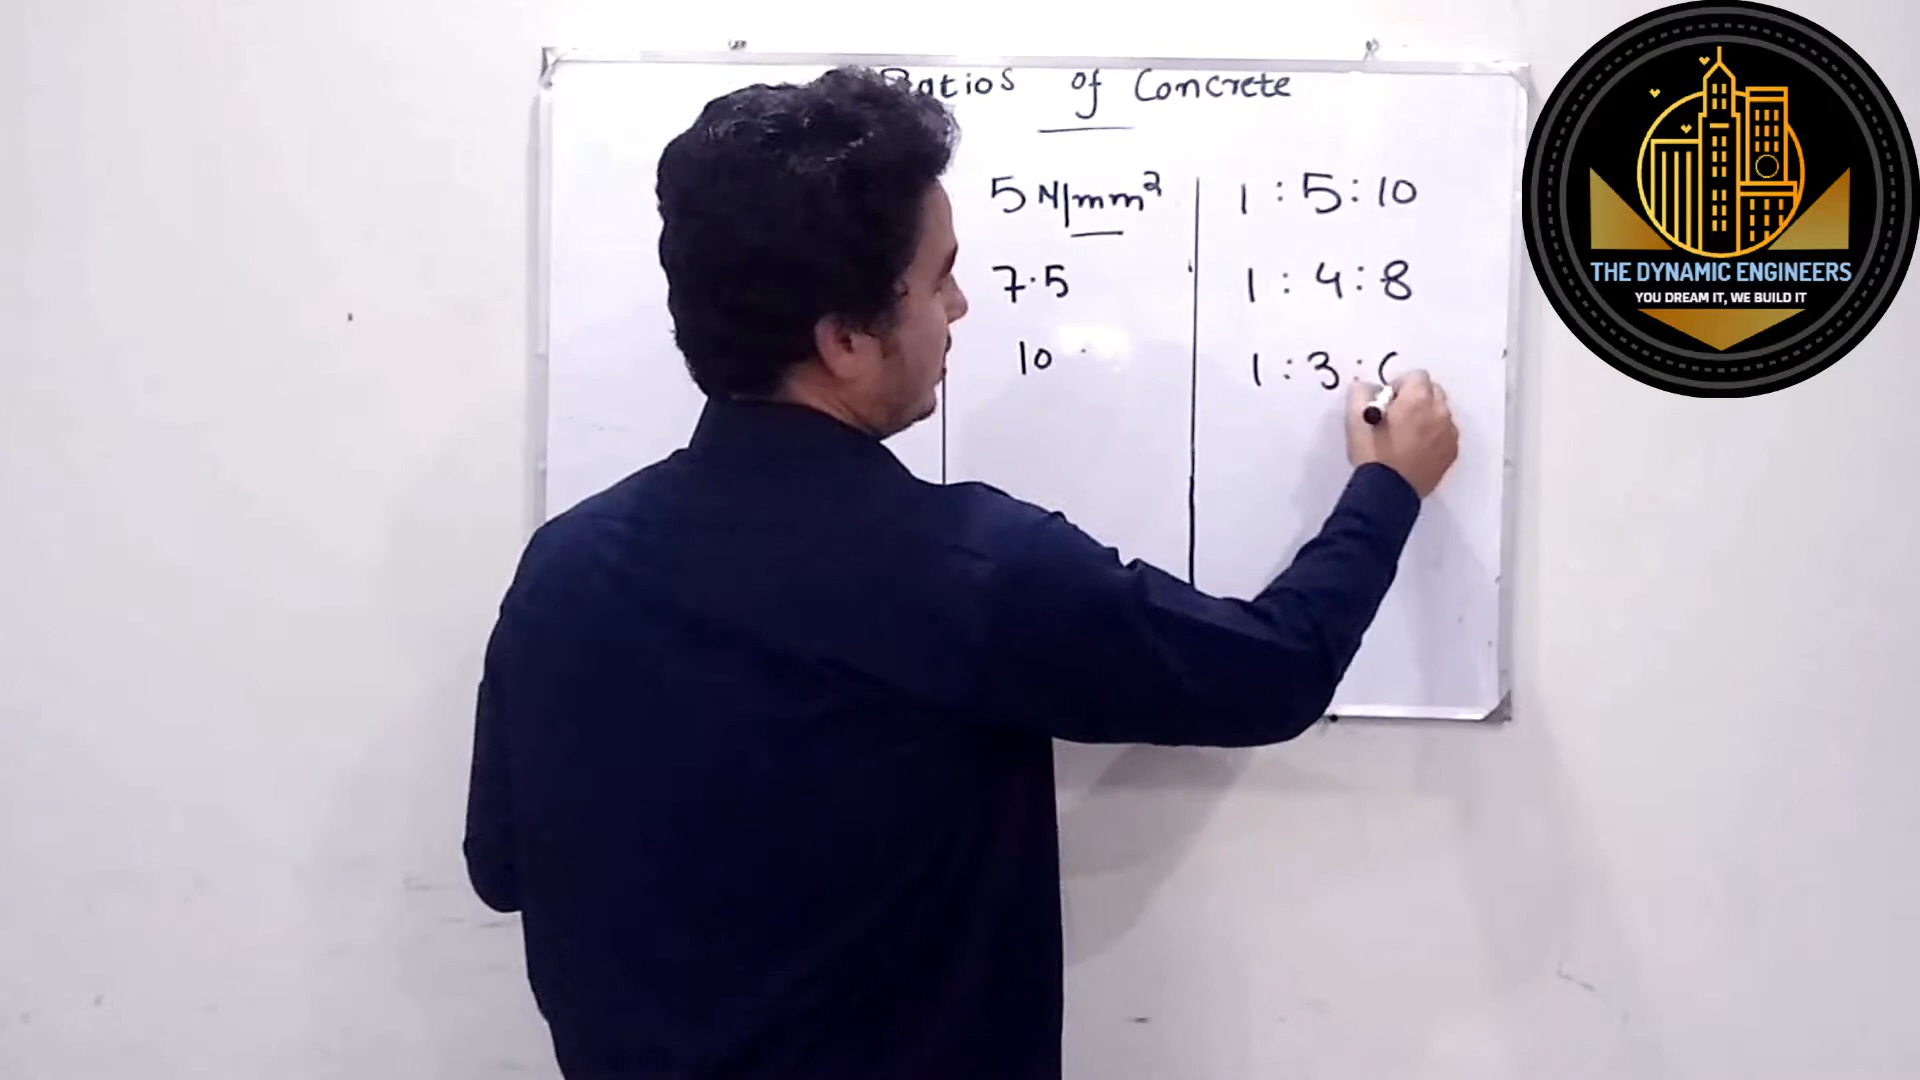 Ratios of Concrete
5 N/mm² 1 : 5 : 10
7.5 1 : 4 : 8
10 1 : 3 :
THE DYNAMIC ENGINEERS
YOU DREAM IT, WE BUILD IT